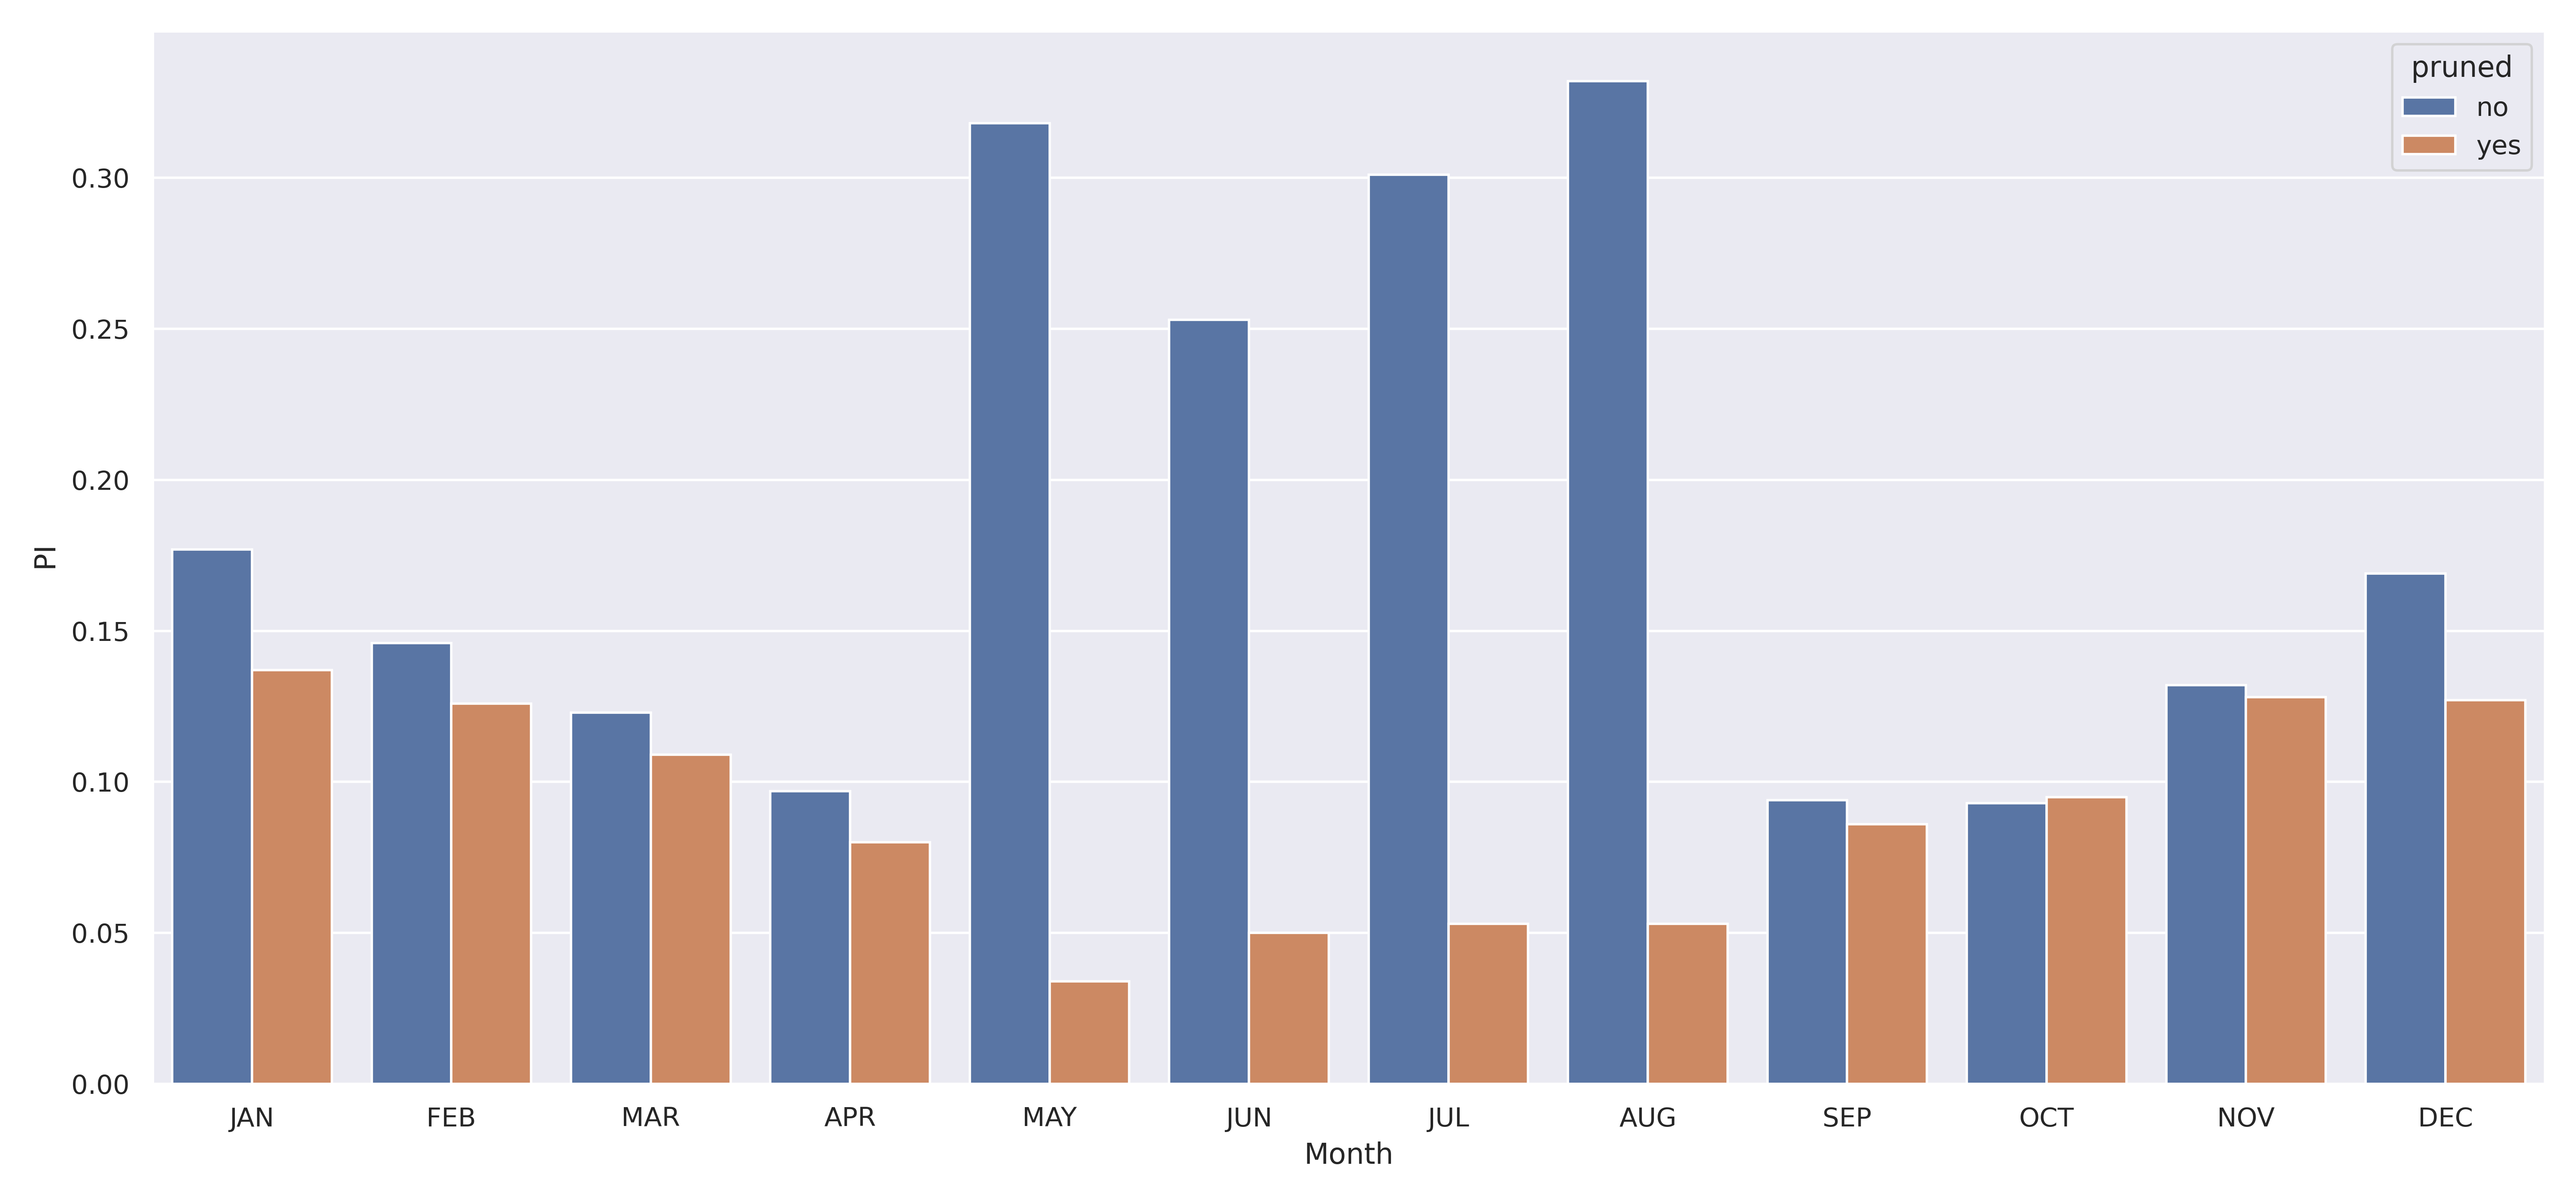 pruned
no
yes
0.30
0.25
0.20
0.15
0.10
0.05
0.00
PI
JAN FEB MAR APR MAY JUN JUL AUG SEP OCT NOV DEC
Month